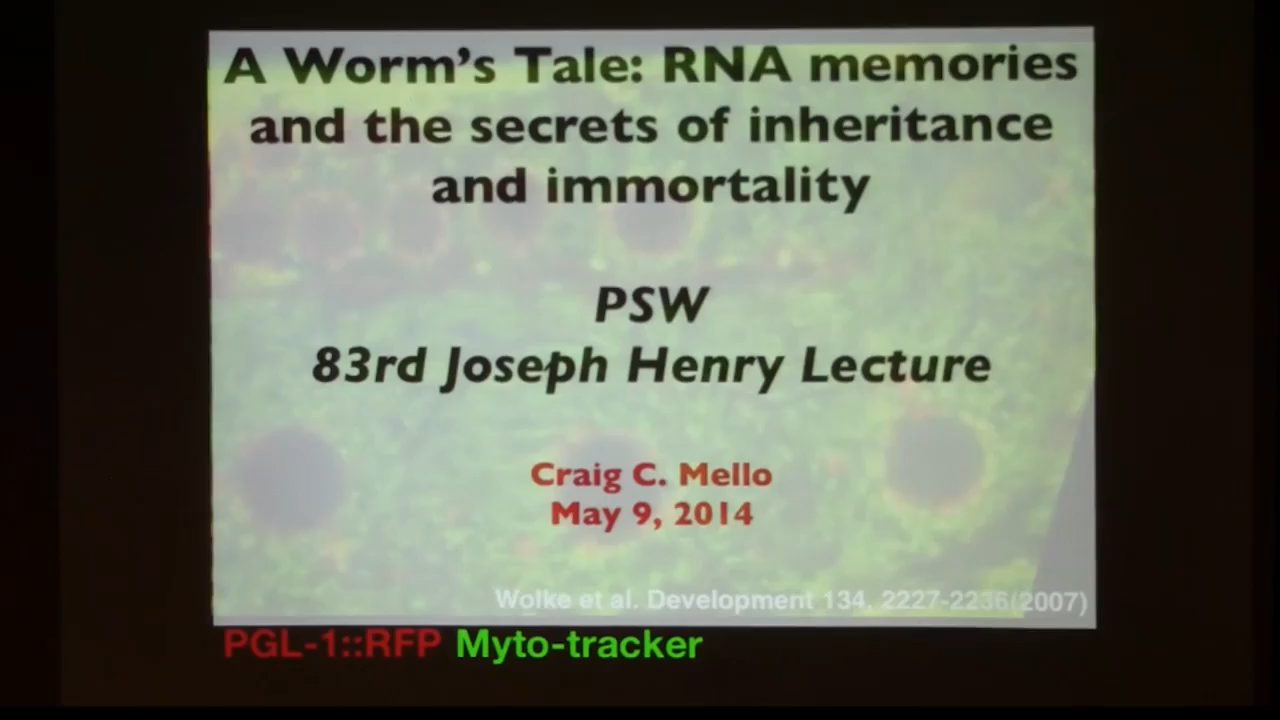 A Worm's Tale: RNA memories
and the secrets of inheritance
and immortality
PSW
83rd Joseph Henry Lecture
Craig C. Mello
May 9, 2014
Wolke et al. Development 134, 2227-2236(2007)
PGL-1::RFP Myto-tracker